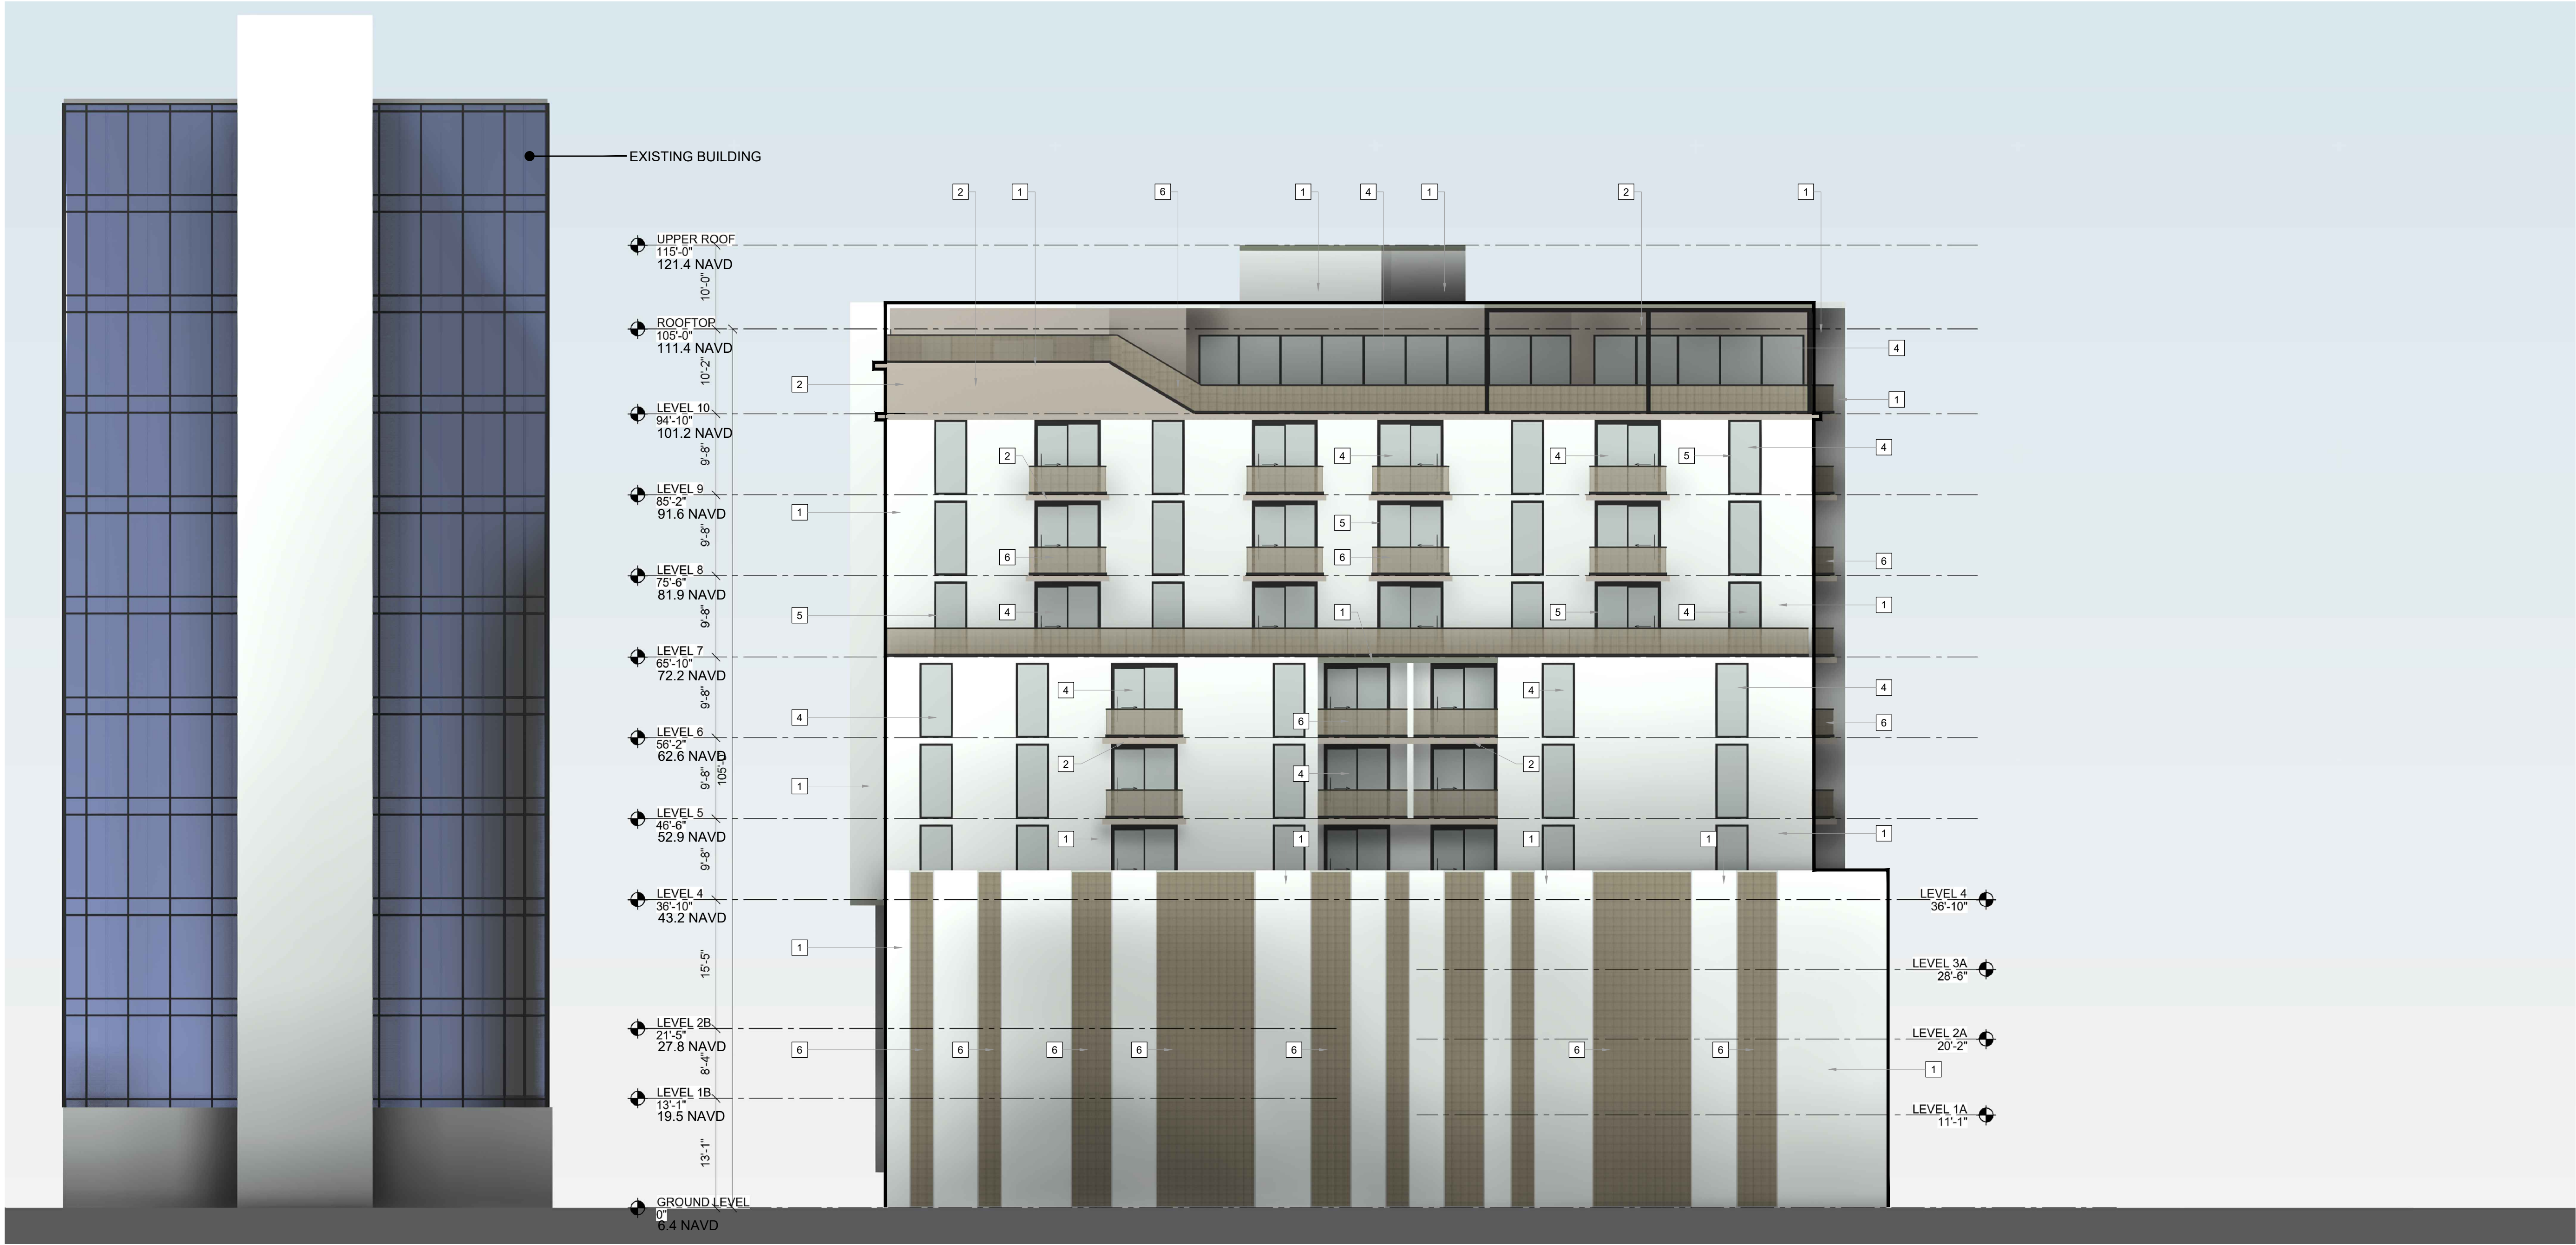 EXISTING BUILDING
2 1 6 1 4 1 2 1
UPPER ROOF
115'-0"
121.4 NAVD
10'-0"
ROOFTOP
105'-0"
111.4 NAVD
4
10'-2"
2
1
LEVEL 10
94'-10"
101.2 NAVD
4
9'-8"
2 4 4 5
LEVEL 9
85'-2"
91.6 NAVD
1
9'-8"
5
6 6
6
LEVEL 8
75'-6"
81.9 NAVD
9'-8"
1
5
4 1 5 4
LEVEL 7
65'-10"
72.2 NAVD
9'-8"
4 4 4
4
6 6
LEVEL 6
56'-2"
62.6 NAVD
2 2
4
9'-8"
105'-0"
1
LEVEL 5
46'-6"
52.9 NAVD
1
1 1 1 1
9'-8"
LEVEL 4
36'-10"
43.2 NAVD
LEVEL 4
36'-10"
1
15'-5"
LEVEL 3A
28'-6"
LEVEL 2B
21'-5"
27.8 NAVD
LEVEL 2A
20'-2"
6 6 6 6 6 6 6
8'-4"
1
LEVEL 1B
13'-1"
19.5 NAVD
LEVEL 1A
11'-1"
13'-1"
GROUND LEVEL
0"
6.4 NAVD